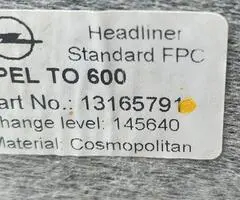 Headliner
Standard FPC
PEL TO 600
art No.: 13165791
hange level: 145640
Material: Cosmopolitan